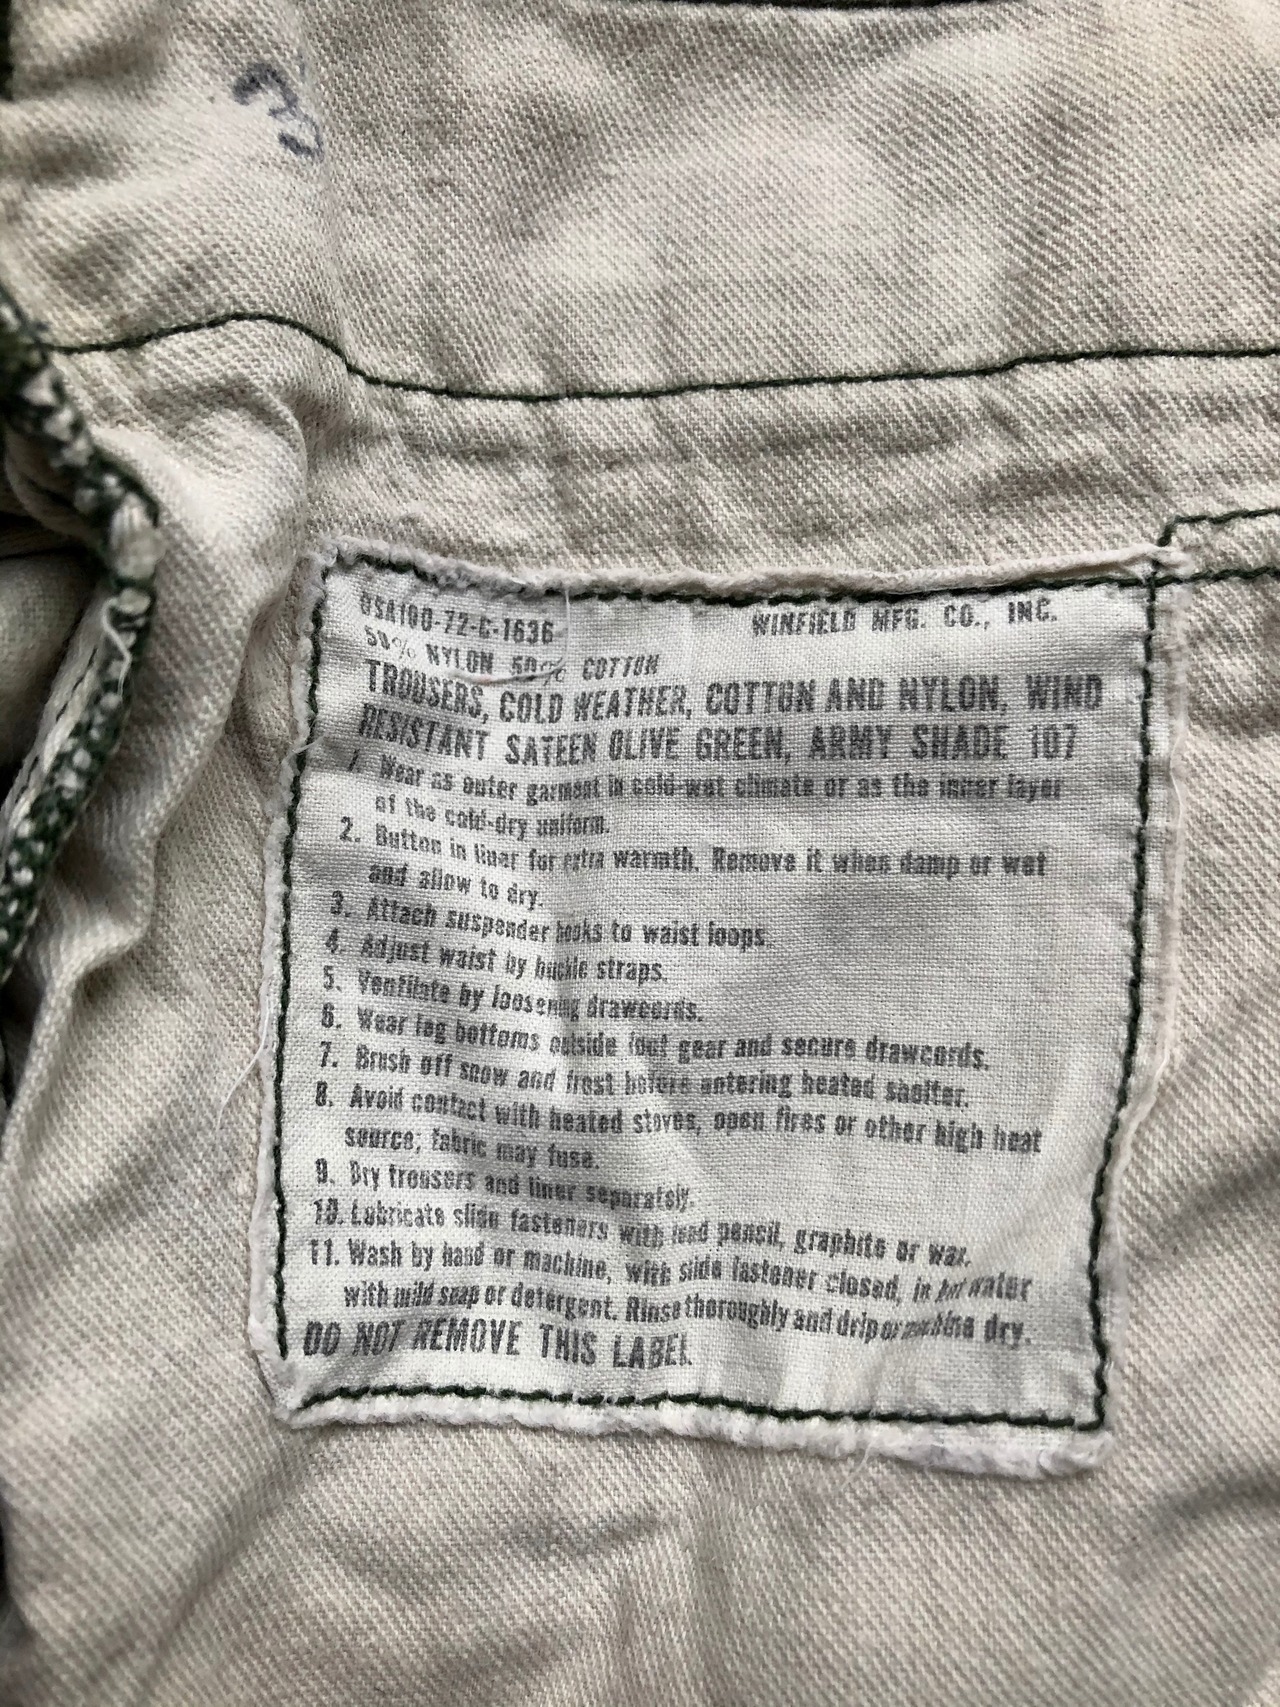 DSA100-72-C-1636 WINFIELD MFG. CO., INC.
50% NYLON 50% COTTON
TROUSERS, COLD WEATHER, COTTON AND NYLON, WIND
RESISTANT SATEEN OLIVE GREEN, ARMY SHADE 107
1. Wear as outer garment in cold-wet climate or as the inner layer
of the cold-dry uniform.
2. Button in liner for extra warmth. Remove it when damp or wet
and allow to dry.
3. Attach suspender hooks to waist loops.
4. Adjust waist by buckle straps.
5. Ventilate by loosening drawcords.
6. Wear leg bottoms outside foot gear and secure drawcords.
7. Brush off snow and frost before entering heated shelter.
8. Avoid contact with heated stoves, open fires or other high heat
source; fabric may fuse.
9. Dry trousers and liner separately.
10. Lubricate slide fasteners with lead pencil, graphite or wax.
11. Wash by hand or machine, with slide fastener closed, in hot water
with mild soap or detergent. Rinse thoroughly and drip or machine dry.
DO NOT REMOVE THIS LABEL